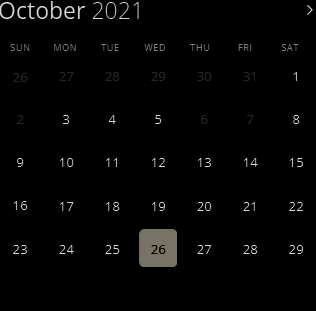 October 2021
SUN MON TUE WED THU FRI SAT
26 27 28 29 30 31 1
2 3 4 5 6 7 8
9 10 11 12 13 14 15
16 17 18 19 20 21 22
23 24 25 26 27 28 29